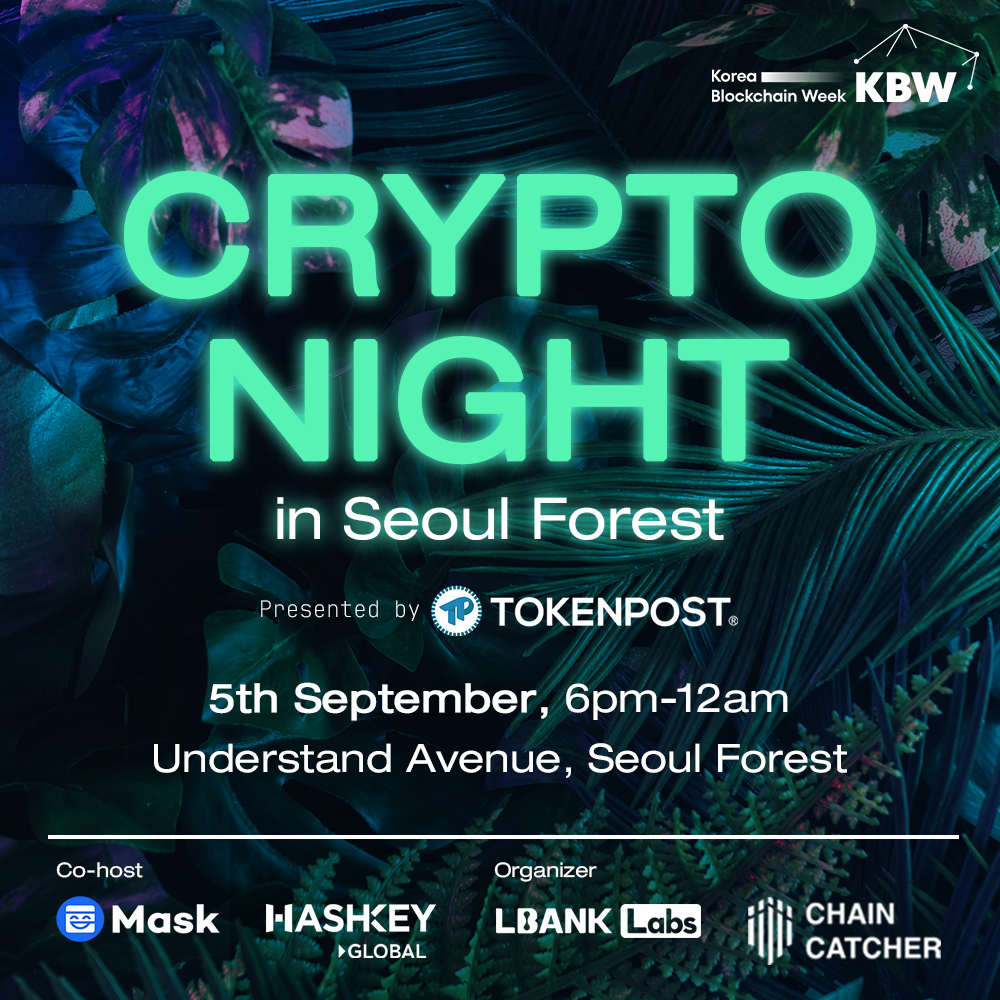 Korea
Blockchain Week KBW
CRYPTO
NIGHT
in Seoul Forest
Presented by TP TOKENPOST®
5th September, 6pm-12am
Understand Avenue, Seoul Forest
Co-host
Organizer
Mask
HASHKEY
GLOBAL
LBANK Labs
CHAIN
CATCHER